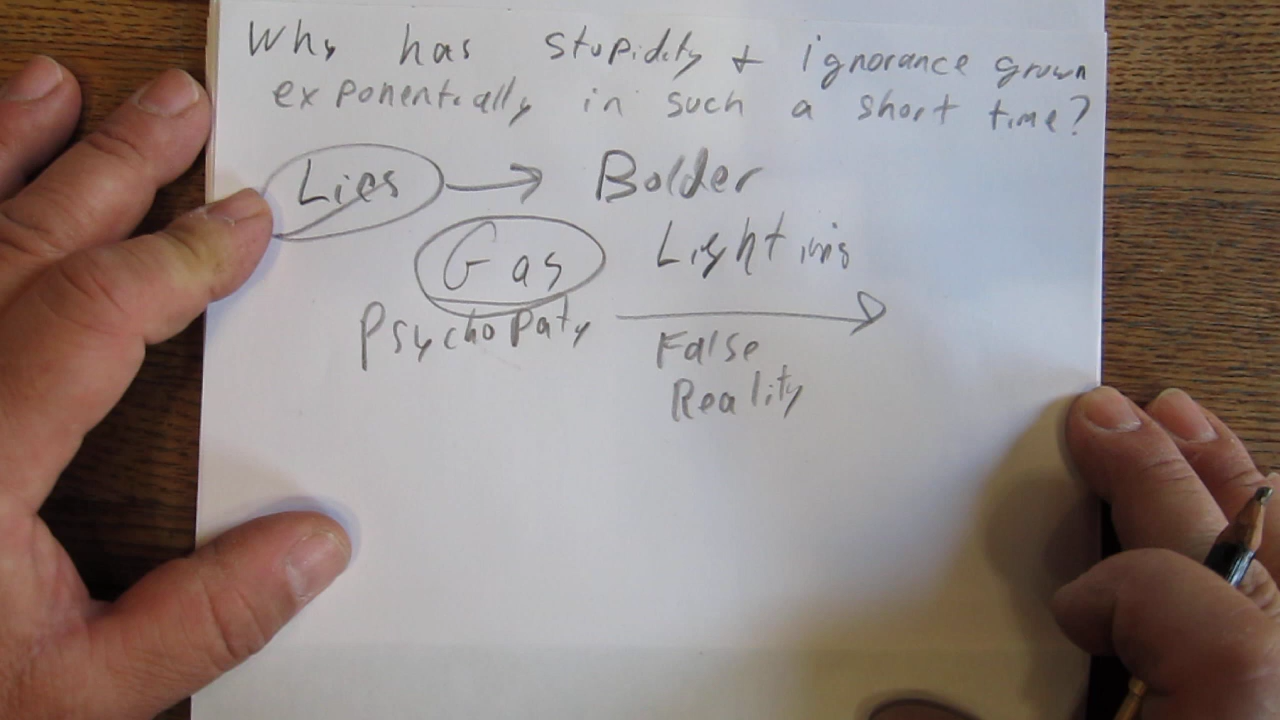 Why has stupidity + ignorance grown
exponentially in such a short time?
Lies → Bolder
Gas Lighting
Psychopaty → False
Reality